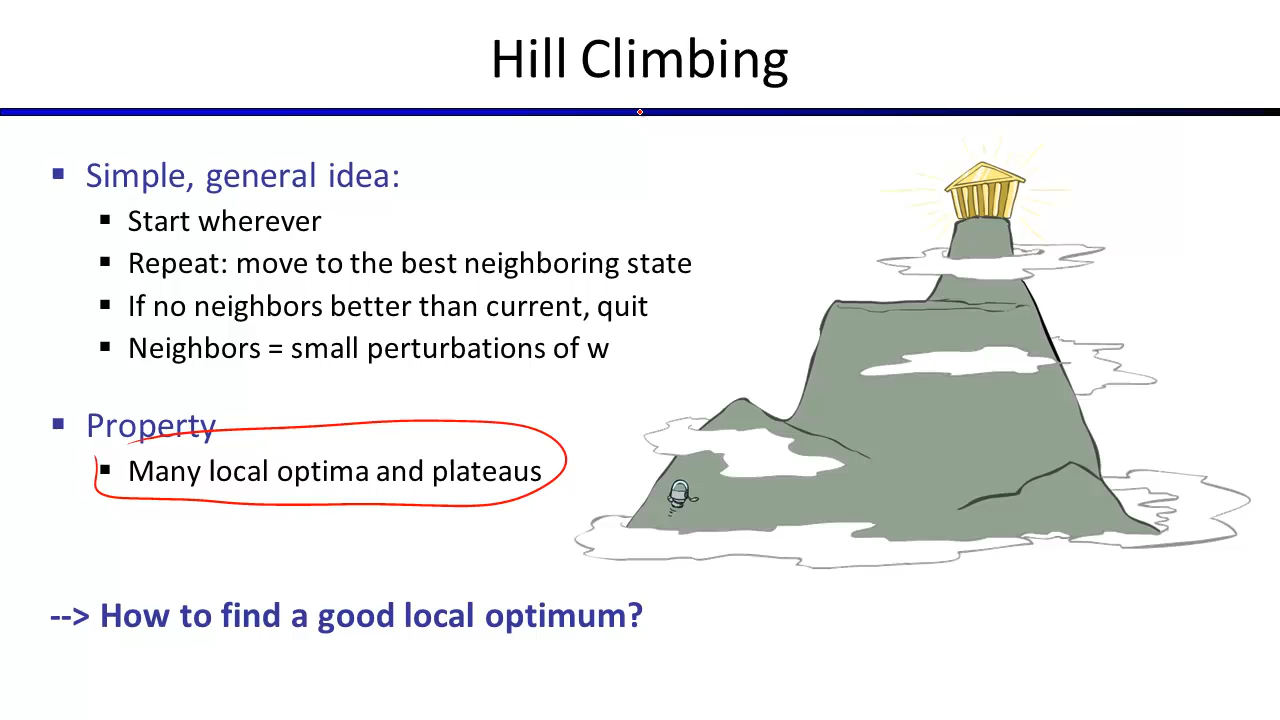 Hill Climbing
Simple, general idea:
Start wherever
Repeat: move to the best neighboring state
If no neighbors better than current, quit
Neighbors = small perturbations of w
Property
Many local optima and plateaus
--> How to find a good local optimum?